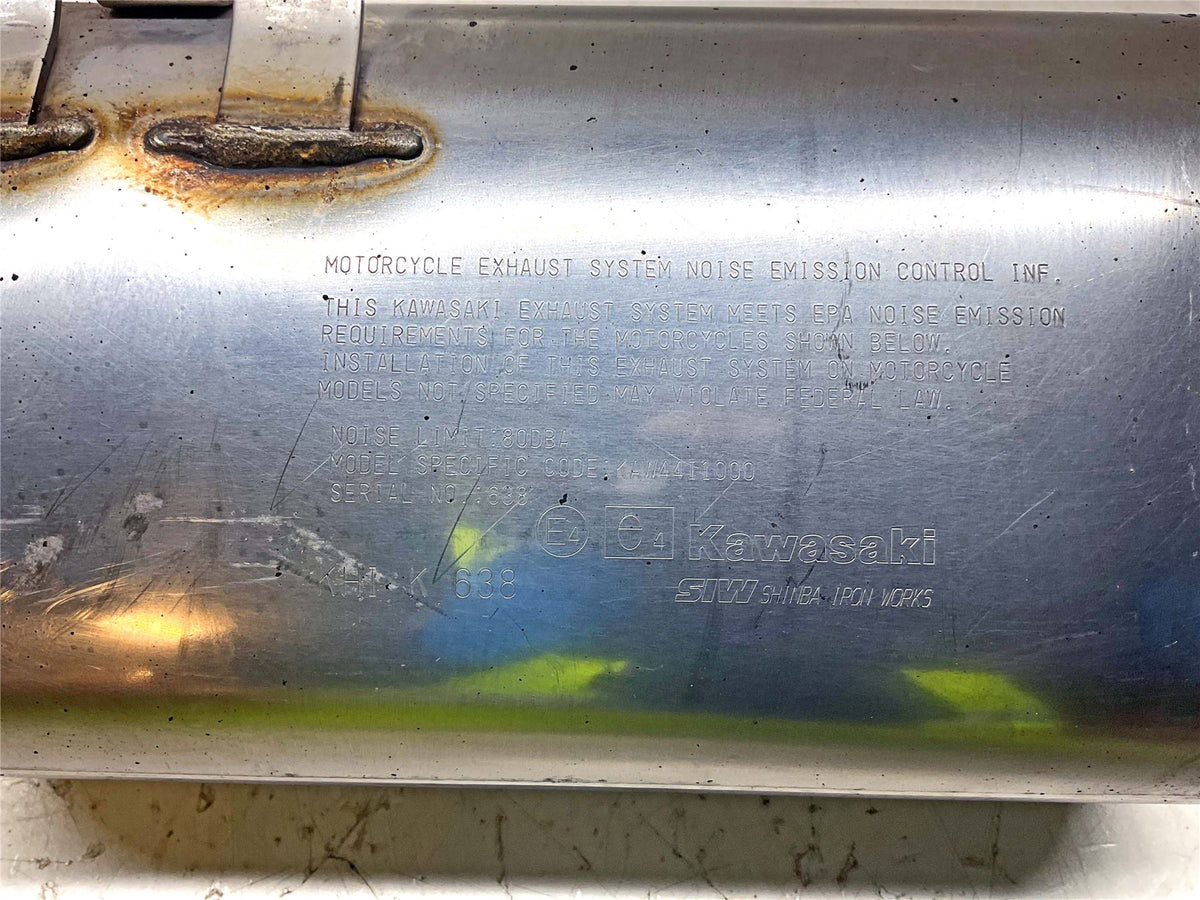 MOTORCYCLE EXHAUST SYSTEM NOISE EMISSION CONTROL INF.
THIS KAWASAKI EXHAUST SYSTEM MEETS EPA NOISE EMISSION
REQUIREMENTS FOR THE MOTORCYCLES SHOWN BELOW.
INSTALLATION OF THIS EXHAUST SYSTEM ON MOTORCYCLE
MODELS NOT SPECIFIED MAY VIOLATE FEDERAL LAW.
NOISE LIMIT:80DBA
MODEL SPECIFIC CODE:
SERIAL NO.:638
E4 e4 Kawasaki
KHI K 638
SIW SHINBA IRON WORKS